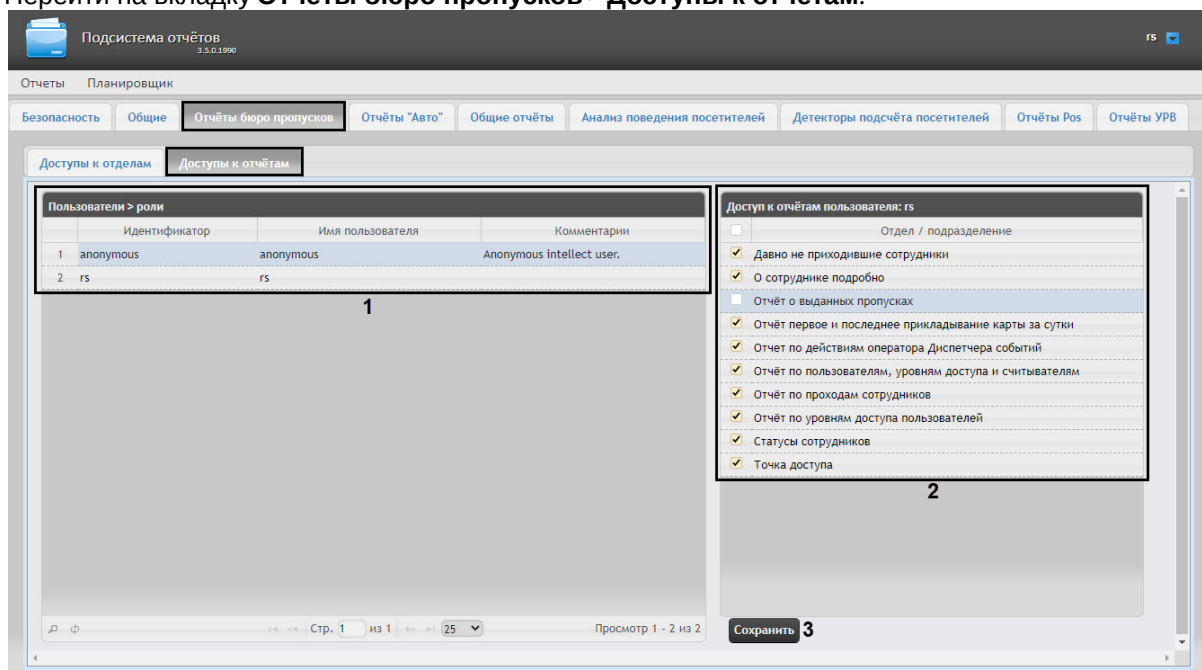 Перейти на вкладку Отчеты бюро пропусков> Доступы к отчетам.
Подсистема отчётов
3.5.0.1990
rs
Отчеты Планировщик
Безопасность Общие Отчёты бюро пропусков Отчёты "Авто" Общие отчёты Анализ поведения посетителей Детекторы подсчёта посетителей Отчёты Pos Отчёты УРВ
Доступы к отделам Доступы к отчётам
Пользователи > роли
Идентификатор Имя пользователя Комментарии
1 anonymous anonymous Anonymous intellect user.
2 rs rs
1
Доступ к отчётам пользователя: rs
Отдел / подразделение
Давно не приходившие сотрудники
О сотруднике подробно
Отчёт о выданных пропусках
Отчёт первое и последнее прикладывание карты за сутки
Отчет по действиям оператора Диспетчера событий
Отчёт по пользователям, уровням доступа и считывателям
Отчёт по проходам сотрудников
Отчёт по уровням доступа пользователей
Статусы сотрудников
Точка доступа
2
Стр. 1 из 1 25 Просмотр 1 - 2 из 2
Сохранить 3